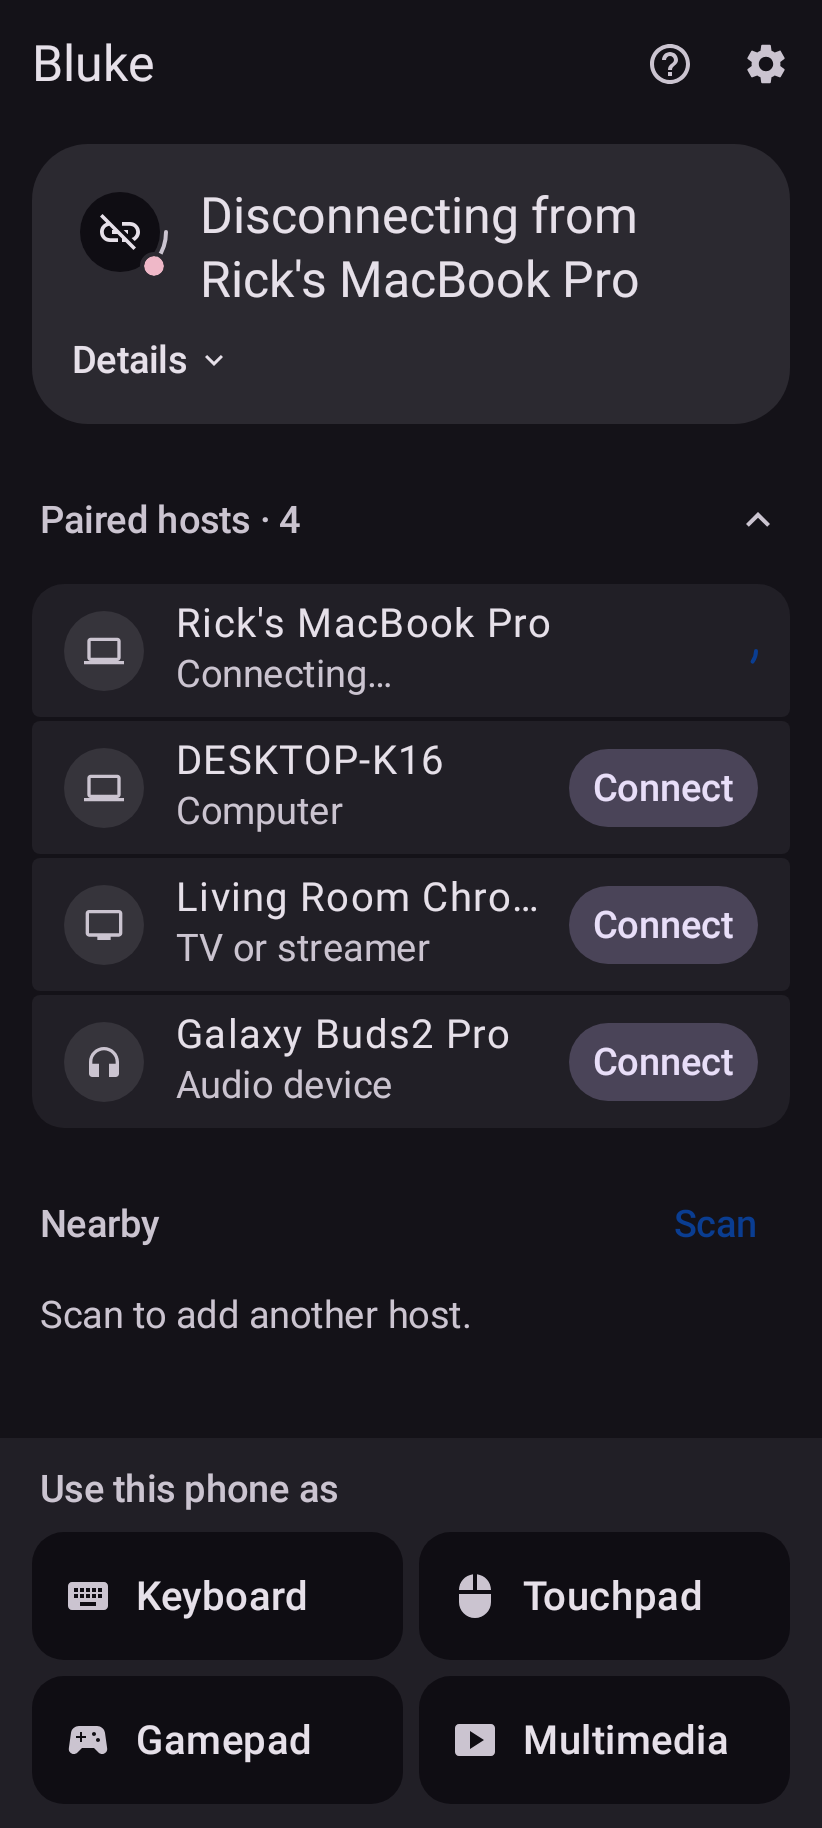 Bluke
Disconnecting from
Rick's MacBook Pro
Details
Paired hosts · 4
Rick's MacBook Pro
Connecting…
DESKTOP-K16
Computer
Connect
Living Room Chro…
TV or streamer
Connect
Galaxy Buds2 Pro
Audio device
Connect
Nearby
Scan
Scan to add another host.
Use this phone as
Keyboard
Touchpad
Gamepad
Multimedia